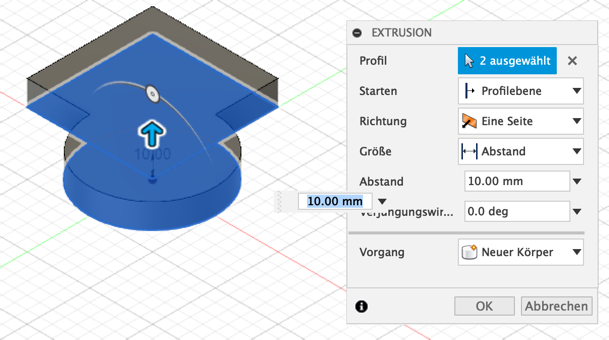 EXTRUSION
Profil 2 ausgewählt
Starten Profilebene
Richtung Eine Seite
Größe Abstand
Abstand 10.00 mm
10.00
10.00 mm
Verjüngungswir... 0.0 deg
Vorgang Neuer Körper
OK Abbrechen